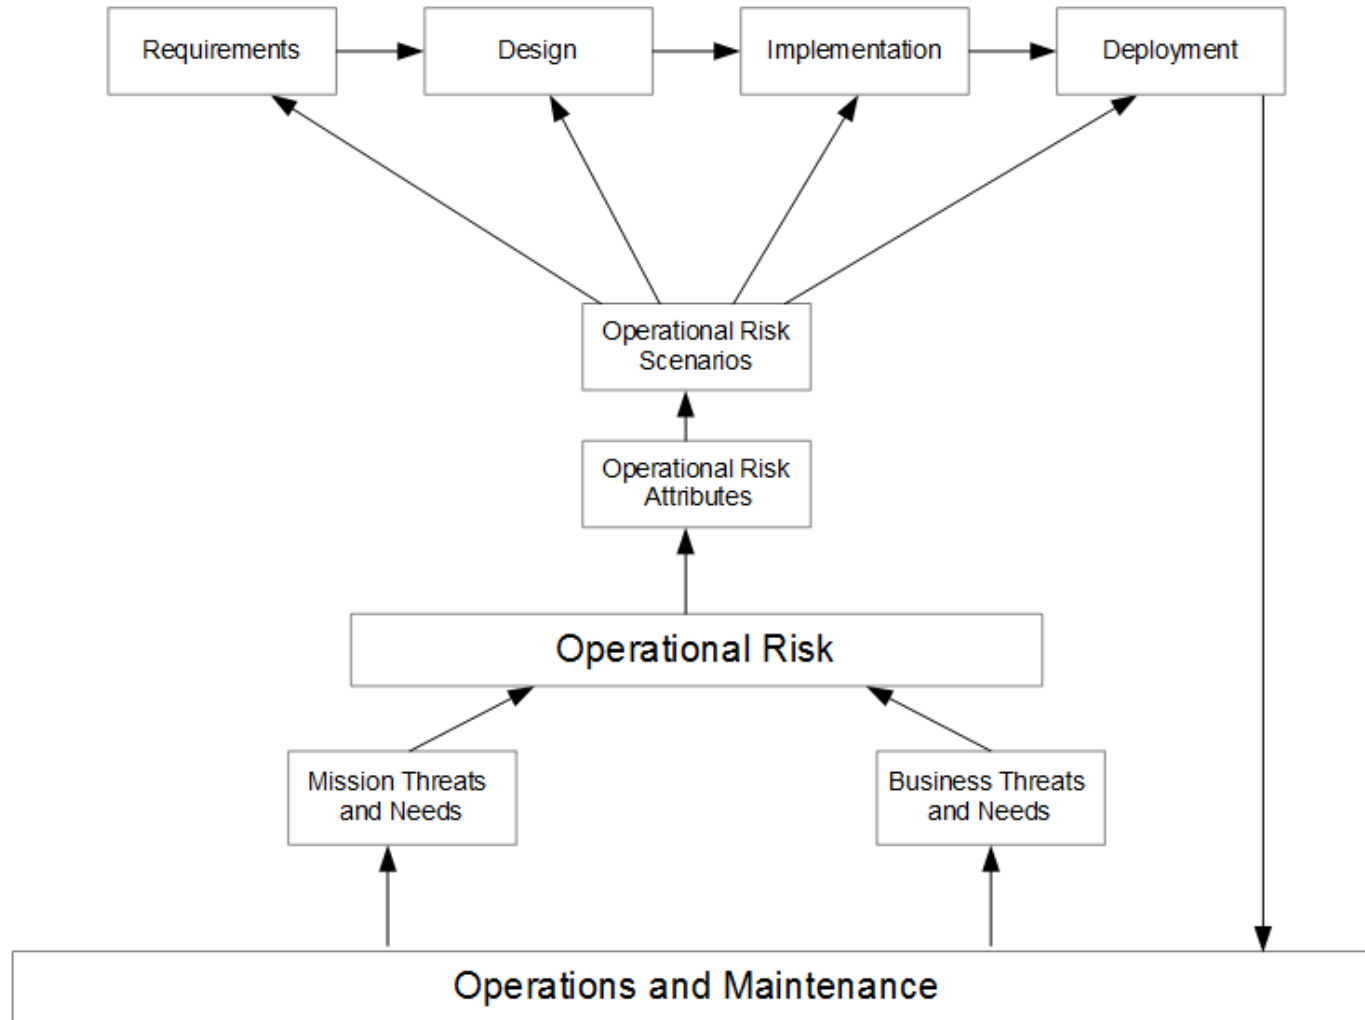 Requirements
Design
Implementation
Deployment
Operational Risk
Scenarios
Operational Risk
Attributes
Operational Risk
Mission Threats
and Needs
Business Threats
and Needs
Operations and Maintenance